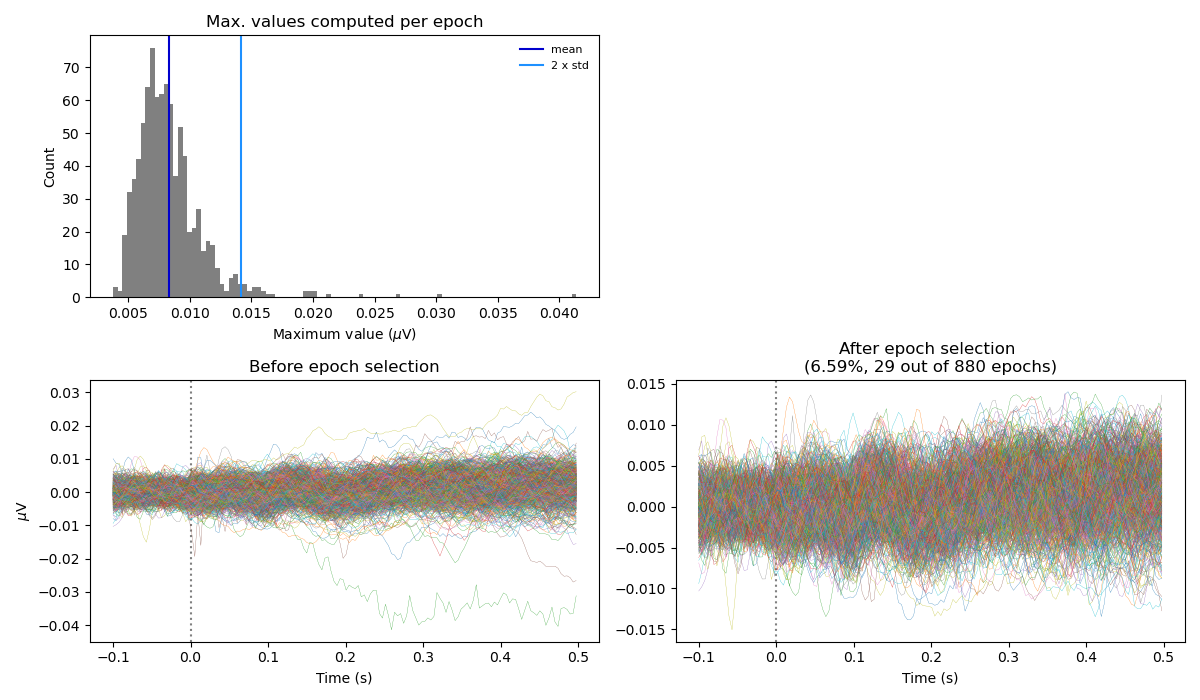 Max. values computed per epoch
mean
2 x std
70
60
50
40
30
20
10
0
Count
0.005 0.010 0.015 0.020 0.025 0.030 0.035 0.040
Maximum value (μV)
Before epoch selection
0.03
0.02
0.01
0.00
−0.01
−0.02
−0.03
−0.04
μV
−0.1 0.0 0.1 0.2 0.3 0.4 0.5
Time (s)
After epoch selection
(6.59%, 29 out of 880 epochs)
0.015
0.010
0.005
0.000
−0.005
−0.010
−0.015
−0.1 0.0 0.1 0.2 0.3 0.4 0.5
Time (s)